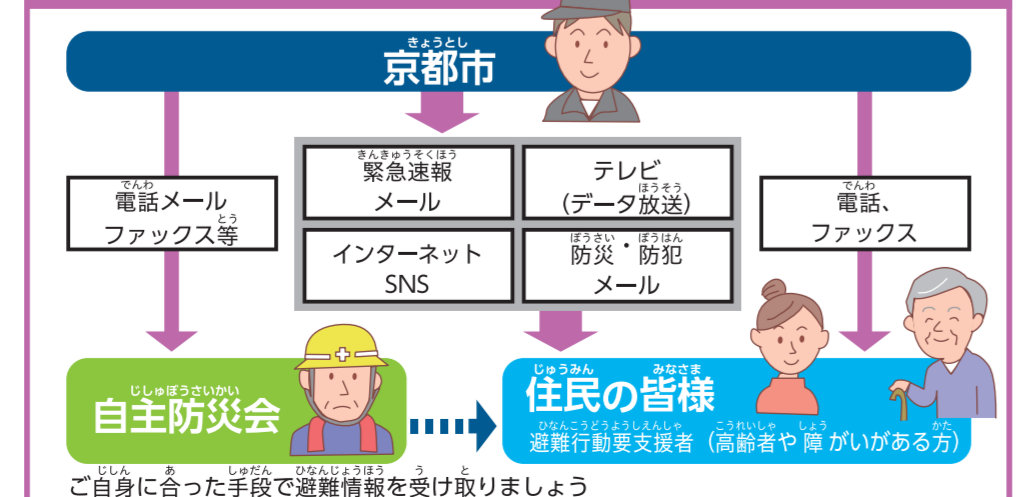 きょうとし
京都市
でんわ
電話メール
ファックス等
とう
きんきゅうそくほう
緊急速報
メール
テレビ
(データ放送)
ほうそう
インターネット
SNS
ぼうさい ぼうはん
防災・防犯
メール
でんわ
電話、
ファックス
じしゅぼうさいかい
自主防災会
じゅうみん みなさま
住民の皆様
ひなんこうどうようしえんしゃ こうれいしゃ しょう かた
避難行動要支援者(高齢者や障がいがある方)
じしん あ しゅだん ひなんじょうほう う と
ご自身に合った手段で避難情報を受け取りましょう